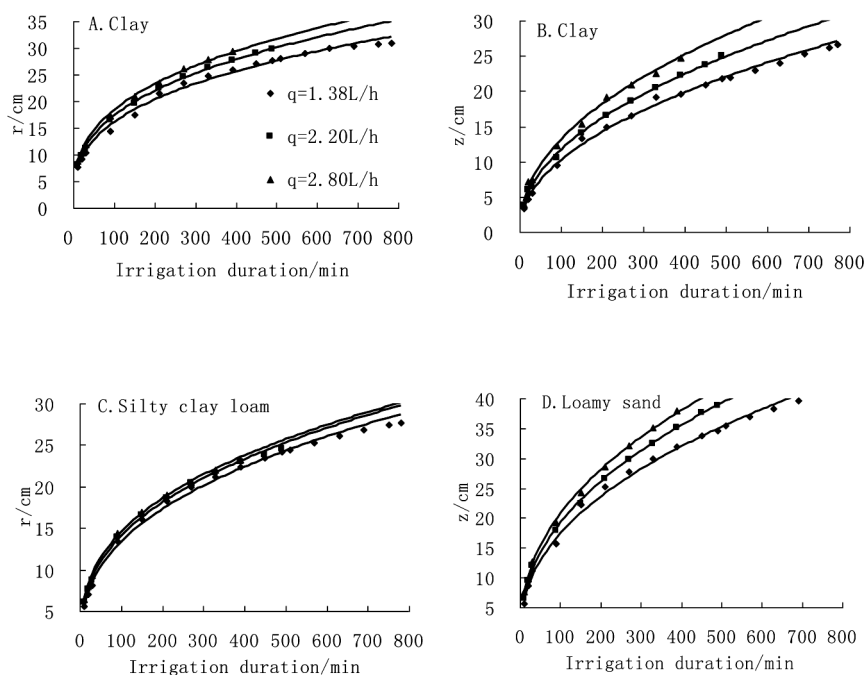 A.Clay
r/cm
35
30
25
20
15
10
5
0
q=1.38L/h
q=2.20L/h
q=2.80L/h
0 100 200 300 400 500 600 700 800
Irrigation duration/min
B.Clay
z/cm
30
25
20
15
10
5
0
0 100 200 300 400 500 600 700 800
Irrigation duration/min
C.Silty clay loam
r/cm
30
25
20
15
10
5
0 100 200 300 400 500 600 700 800
Irrigation duration/min
D.Loamy sand
z/cm
40
35
30
25
20
15
10
5
0 100 200 300 400 500 600 700 800
Irrigation duration/min